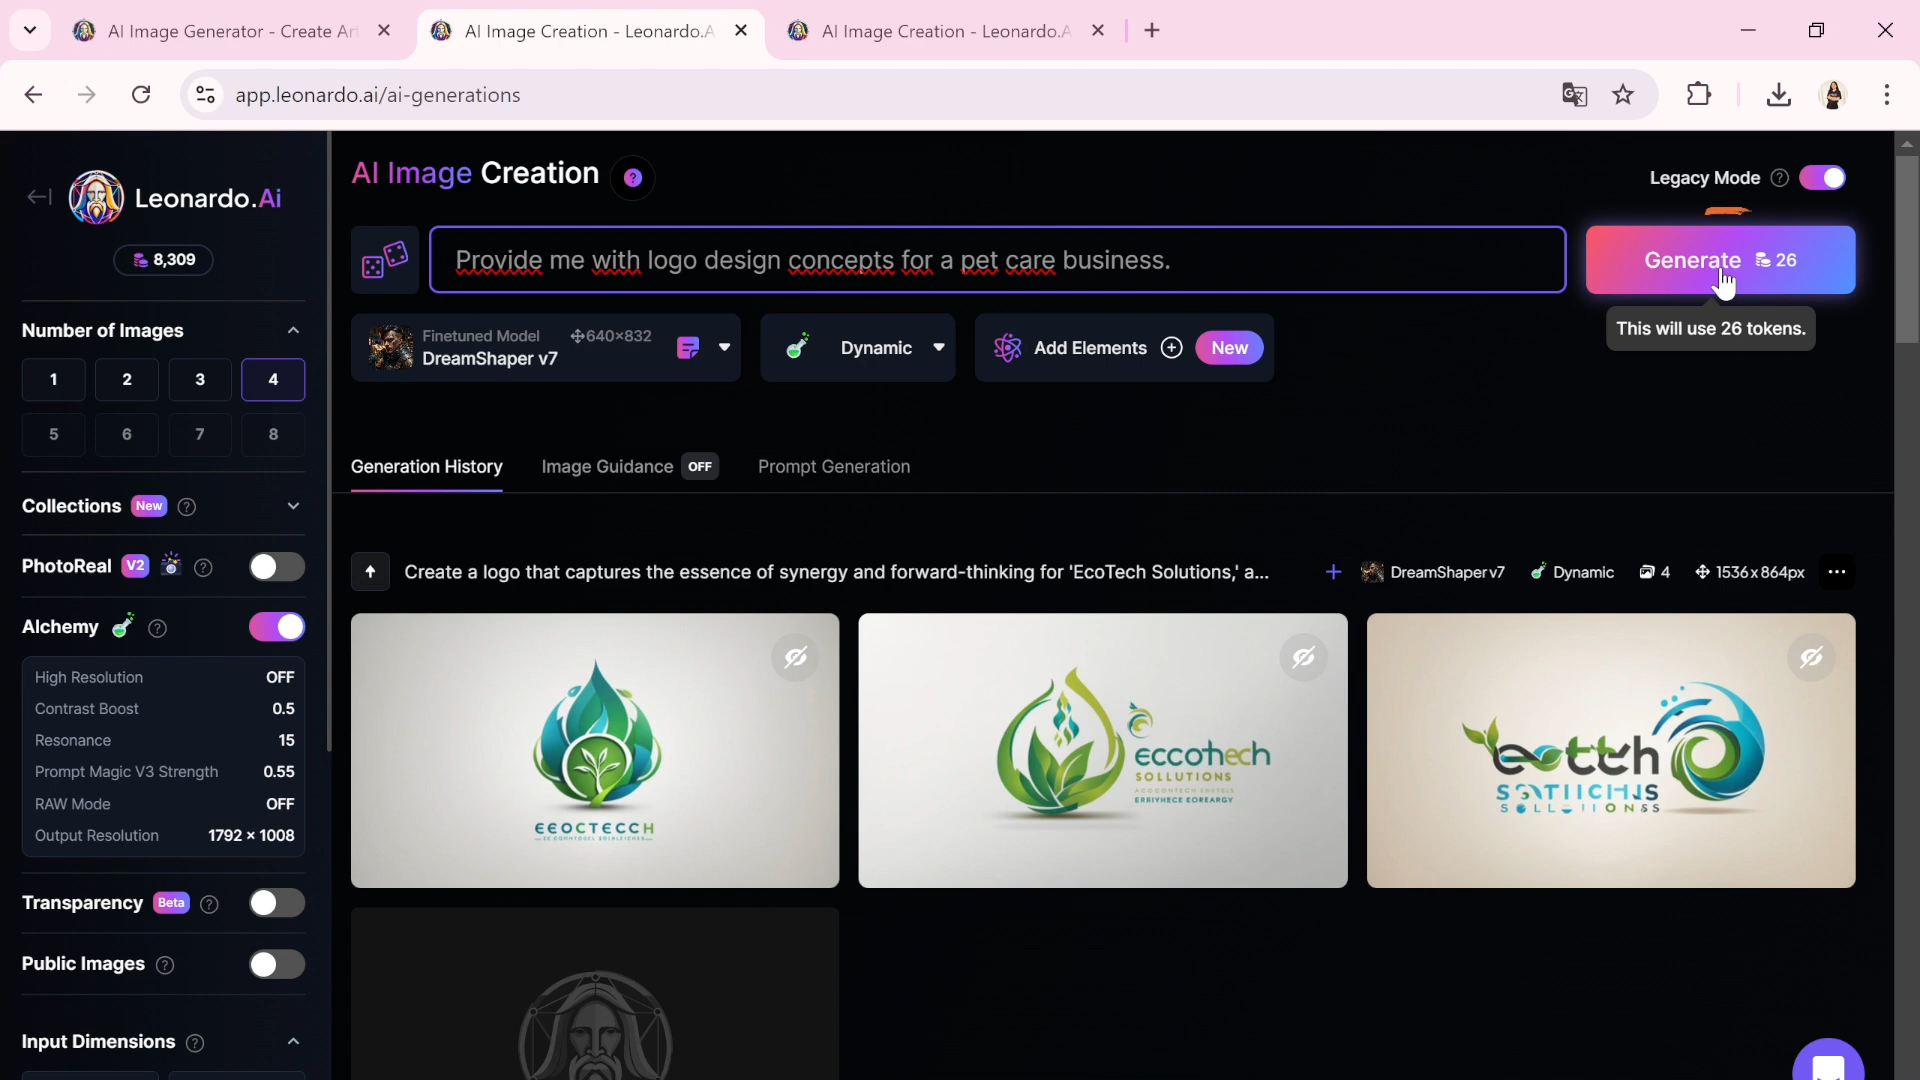 AI Image Generator - Create Ar
AI Image Creation - Leonardo.A
AI Image Creation - Leonardo.A
app.leonardo.ai/ai-generations
Leonardo.Ai
8,309
Number of Images
1 2 3 4
5 6 7 8
Collections New
PhotoReal V2
Alchemy
High Resolution OFF
Contrast Boost 0.5
Resonance 15
Prompt Magic V3 Strength 0.55
RAW Mode OFF
Output Resolution 1792 × 1008
Transparency Beta
Public Images
Input Dimensions
AI Image Creation ?
Legacy Mode
Provide me with logo design concepts for a pet care business.
Generate 26
This will use 26 tokens.
Finetuned Model 640×832
DreamShaper v7
Dynamic
Add Elements New
Generation History Image Guidance OFF Prompt Generation
Create a logo that captures the essence of synergy and forward-thinking for 'EcoTech Solutions,' a...
DreamShaper v7 Dynamic 4 1536 x 864px
EEOCTECCH
eccohech
SOLLUTIONS
ERRIYHECE EOREARGY